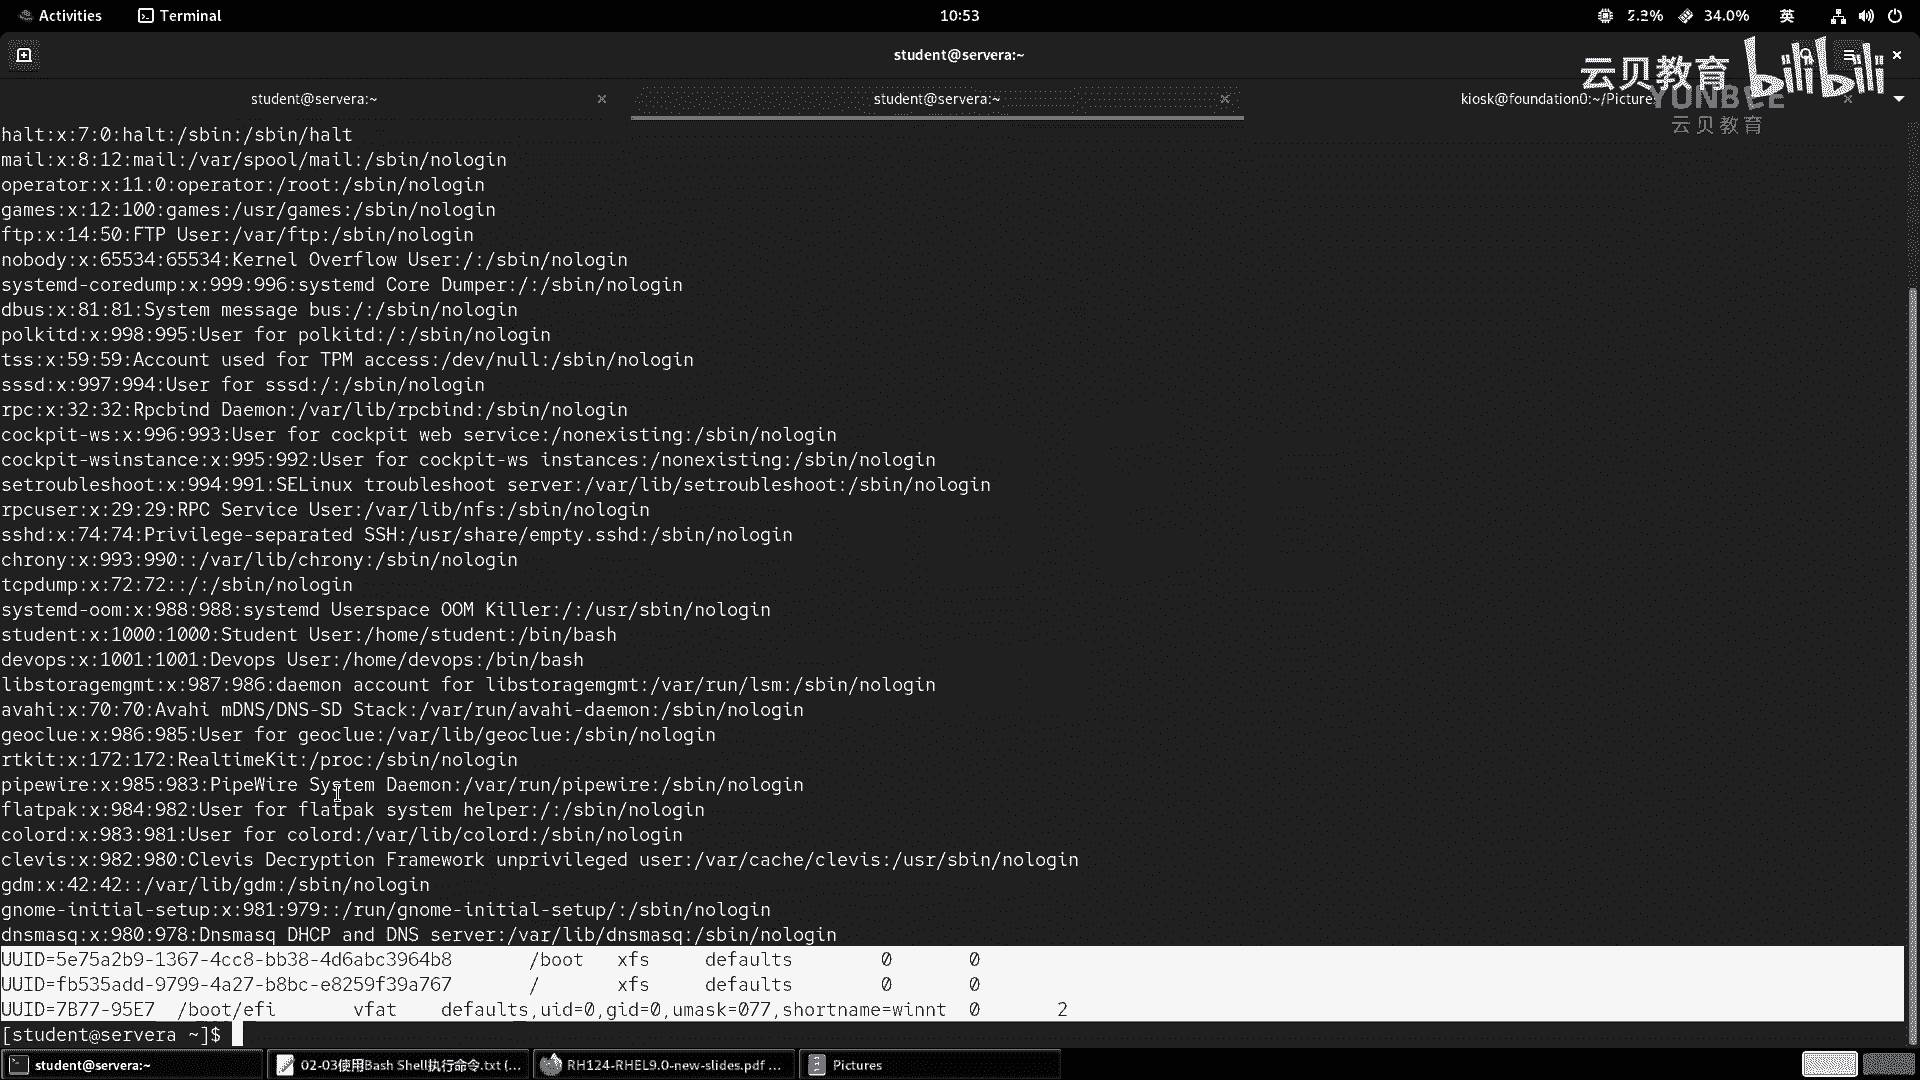 Activities
Terminal
10:53
2.2%
34.0%
英
student@servera:~
云贝教育
bilibili
student@servera:~
student@servera:~
kiosk@foundation0:~/Picture
YUNBEE
云贝教育
halt:x:7:0:halt:/sbin:/sbin/halt
mail:x:8:12:mail:/var/spool/mail:/sbin/nologin
operator:x:11:0:operator:/root:/sbin/nologin
games:x:12:100:games:/usr/games:/sbin/nologin
ftp:x:14:50:FTP User:/var/ftp:/sbin/nologin
nobody:x:65534:65534:Kernel Overflow User:/:/sbin/nologin
systemd-coredump:x:999:996:systemd Core Dumper:/:/sbin/nologin
dbus:x:81:81:System message bus:/:/sbin/nologin
polkitd:x:998:995:User for polkitd:/:/sbin/nologin
tss:x:59:59:Account used for TPM access:/dev/null:/sbin/nologin
sssd:x:997:994:User for sssd:/:/sbin/nologin
rpc:x:32:32:Rpcbind Daemon:/var/lib/rpcbind:/sbin/nologin
cockpit-ws:x:996:993:User for cockpit web service:/nonexisting:/sbin/nologin
cockpit-wsinstance:x:995:992:User for cockpit-ws instances:/nonexisting:/sbin/nologin
setroubleshoot:x:994:991:SELinux troubleshoot server:/var/lib/setroubleshoot:/sbin/nologin
rpcuser:x:29:29:RPC Service User:/var/lib/nfs:/sbin/nologin
sshd:x:74:74:Privilege-separated SSH:/usr/share/empty.sshd:/sbin/nologin
chrony:x:993:990::/var/lib/chrony:/sbin/nologin
tcpdump:x:72:72::/:/sbin/nologin
systemd-oom:x:988:988:systemd Userspace OOM Killer:/:/usr/sbin/nologin
student:x:1000:1000:Student User:/home/student:/bin/bash
devops:x:1001:1001:Devops User:/home/devops:/bin/bash
libstoragemgmt:x:987:986:daemon account for libstoragemgmt:/var/run/lsm:/sbin/nologin
avahi:x:70:70:Avahi mDNS/DNS-SD Stack:/var/run/avahi-daemon:/sbin/nologin
geoclue:x:986:985:User for geoclue:/var/lib/geoclue:/sbin/nologin
rtkit:x:172:172:RealtimeKit:/proc:/sbin/nologin
pipewire:x:985:983:PipeWire System Daemon:/var/run/pipewire:/sbin/nologin
flatpak:x:984:982:User for flatpak system helper:/:/sbin/nologin
colord:x:983:981:User for colord:/var/lib/colord:/sbin/nologin
clevis:x:982:980:Clevis Decryption Framework unprivileged user:/var/cache/clevis:/usr/sbin/nologin
gdm:x:42:42::/var/lib/gdm:/sbin/nologin
gnome-initial-setup:x:981:979::/run/gnome-initial-setup/:/sbin/nologin
dnsmasq:x:980:978:Dnsmasq DHCP and DNS server:/var/lib/dnsmasq:/sbin/nologin
UUID=5e75a2b9-1367-4cc8-bb38-4d6abc3964b8 /boot xfs defaults 0 0
UUID=fb535add-9799-4a27-b8bc-e8259f39a767 / xfs defaults 0 0
UUID=7B77-95E7 /boot/efi vfat defaults,uid=0,gid=0,umask=077,shortname=winnt 0 2
[student@servera ~]$
student@servera:~
02-03使用Bash Shell执行命令.txt (...
RH124-RHEL9.0-new-slides.pdf ...
Pictures